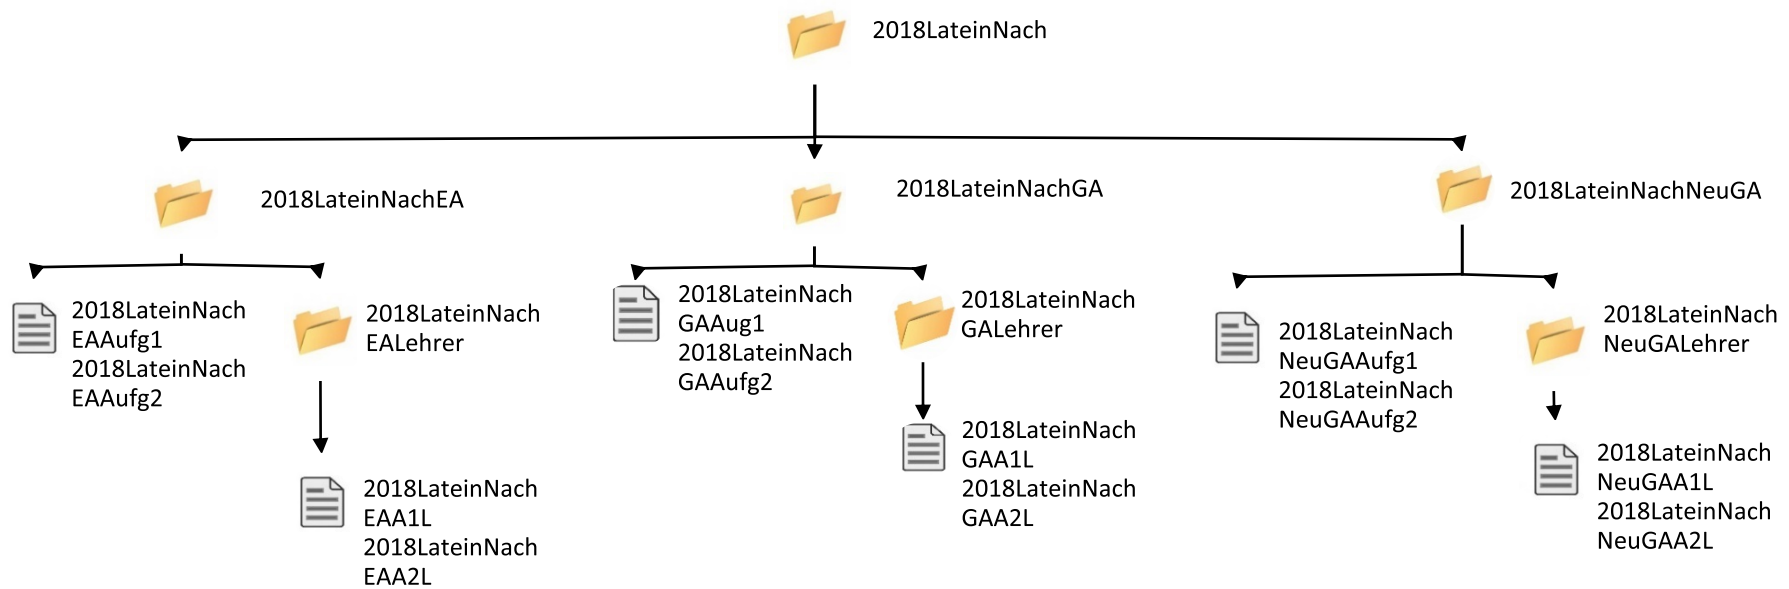 2018LateinNach
2018LateinNachEA
2018LateinNachGA
2018LateinNachNeuGA
2018LateinNach
EAAufg1
2018LateinNach
EAAufg2
2018LateinNach
EALehrer
2018LateinNach
EAA1L
2018LateinNach
EAA2L
2018LateinNach
GAAug1
2018LateinNach
GAAufg2
2018LateinNach
GALehrer
2018LateinNach
GAA1L
2018LateinNach
GAA2L
2018LateinNach
NeuGAAufg1
2018LateinNach
NeuGAAufg2
2018LateinNach
NeuGALehrer
2018LateinNach
NeuGAA1L
2018LateinNach
NeuGAA2L